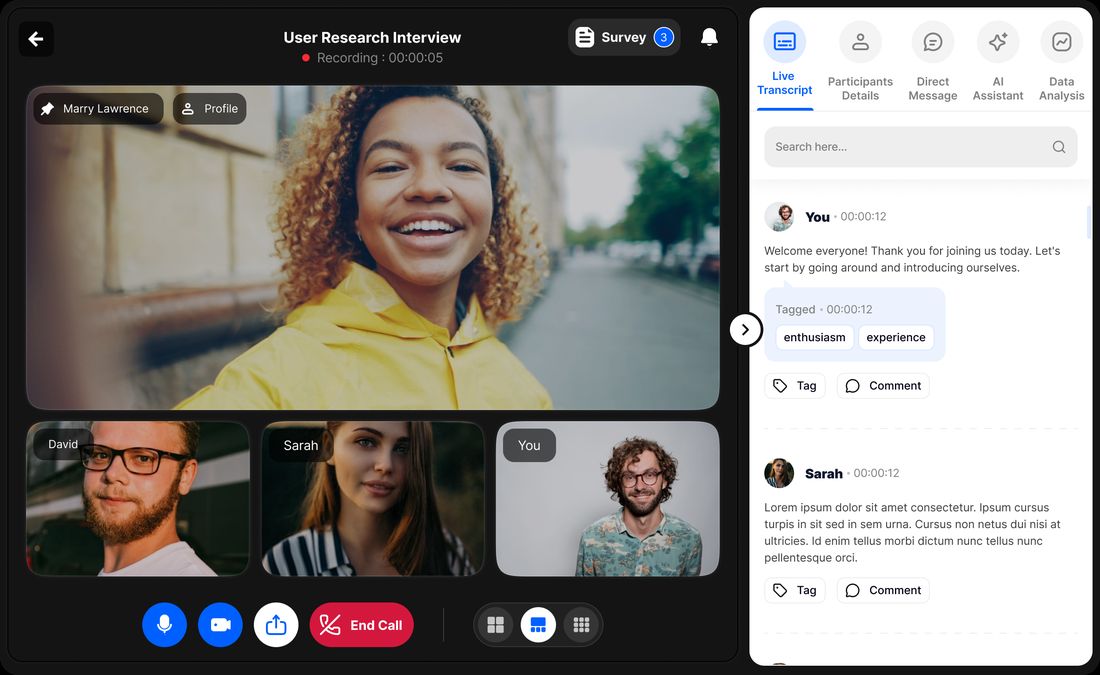 User Research Interview
Recording : 00:00:05
Survey 3
Marry Lawrence
Profile
David
Sarah
You
End Call
Live
Transcript
Participants
Details
Direct
Message
AI
Assistant
Data
Analysis
Search here...
You • 00:00:12
Welcome everyone! Thank you for joining us today. Let's
start by going around and introducing ourselves.
Tagged • 00:00:12
enthusiasm experience
Tag Comment
Sarah • 00:00:12
Lorem ipsum dolor sit amet consectetur. Ipsum cursus
turpis in sit sed in sem urna. Cursus non netus dui nisi at
ultricies. Id enim tellus morbi dictum nunc tellus nunc
pellentesque orci.
Tag Comment